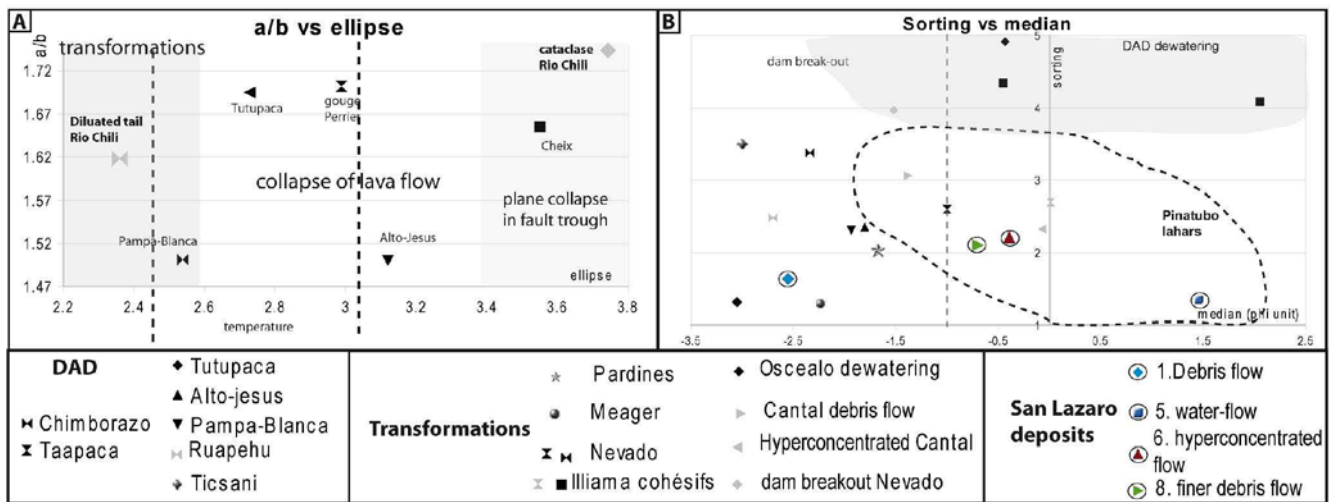 A
a/b vs ellipse
a/b
transformations
cataclase
Rio Chili
1.72
Tutupaca
gouge
Perrier
1.67
Diluated tail
Rio Chili
Cheix
1.62
collapse of lava flow
1.57
plane collapse
in fault trough
Pampa-Blanca
Alto-Jesus
1.52
ellipse
1.47
2.2
2.4
2.6
2.8
3
3.2
3.4
3.6
3.8
temperature
B
Sorting vs median
5
dam break-out
sorting
DAD dewatering
4
3
Pinatubo
lahars
2
median (phi unit)
1
-3.5
-2.5
-1.5
-0.5
0.5
1.5
2.5
DAD
Chimborazo
Taapaca
Tutupaca
Alto-jesus
Pampa-Blanca
Ruapehu
Ticsani
Transformations
Pardines
Meager
Nevado
Illiama cohésifs
Oscealo dewatering
Cantal debris flow
Hyperconcentrated Cantal
dam breakout Nevado
San Lazaro
deposits
1.Debris flow
5. water-flow
6. hyperconcentrated
flow
8. finer debris flow